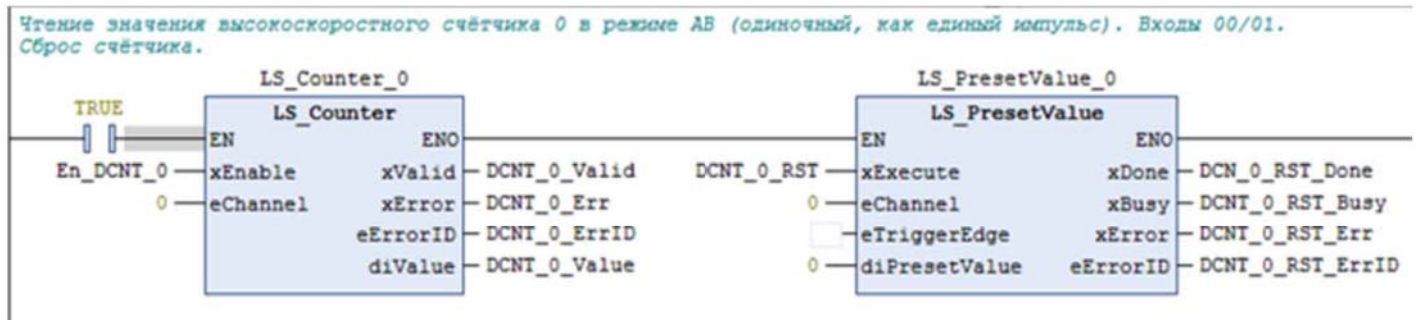 Чтение значения высокоскоростного счётчика 0 в режиме AB (одиночный, как единый импульс). Входы 00/01.
Сброс счётчика.
LS_Counter_0 LS_PresetValue_0
TRUE LS_Counter LS_PresetValue
EN ENO EN ENO
En_DCNT_0 xEnable xValid DCNT_0_Valid DCNT_0_RST xExecute xDone DCN_0_RST_Done
0 eChannel xError DCNT_0_Err 0 eChannel xBusy DCNT_0_RST_Busy
eErrorID DCNT_0_ErrID eTriggerEdge xError DCNT_0_RST_Err
diValue DCNT_0_Value 0 diPresetValue eErrorID DCNT_0_RST_ErrID